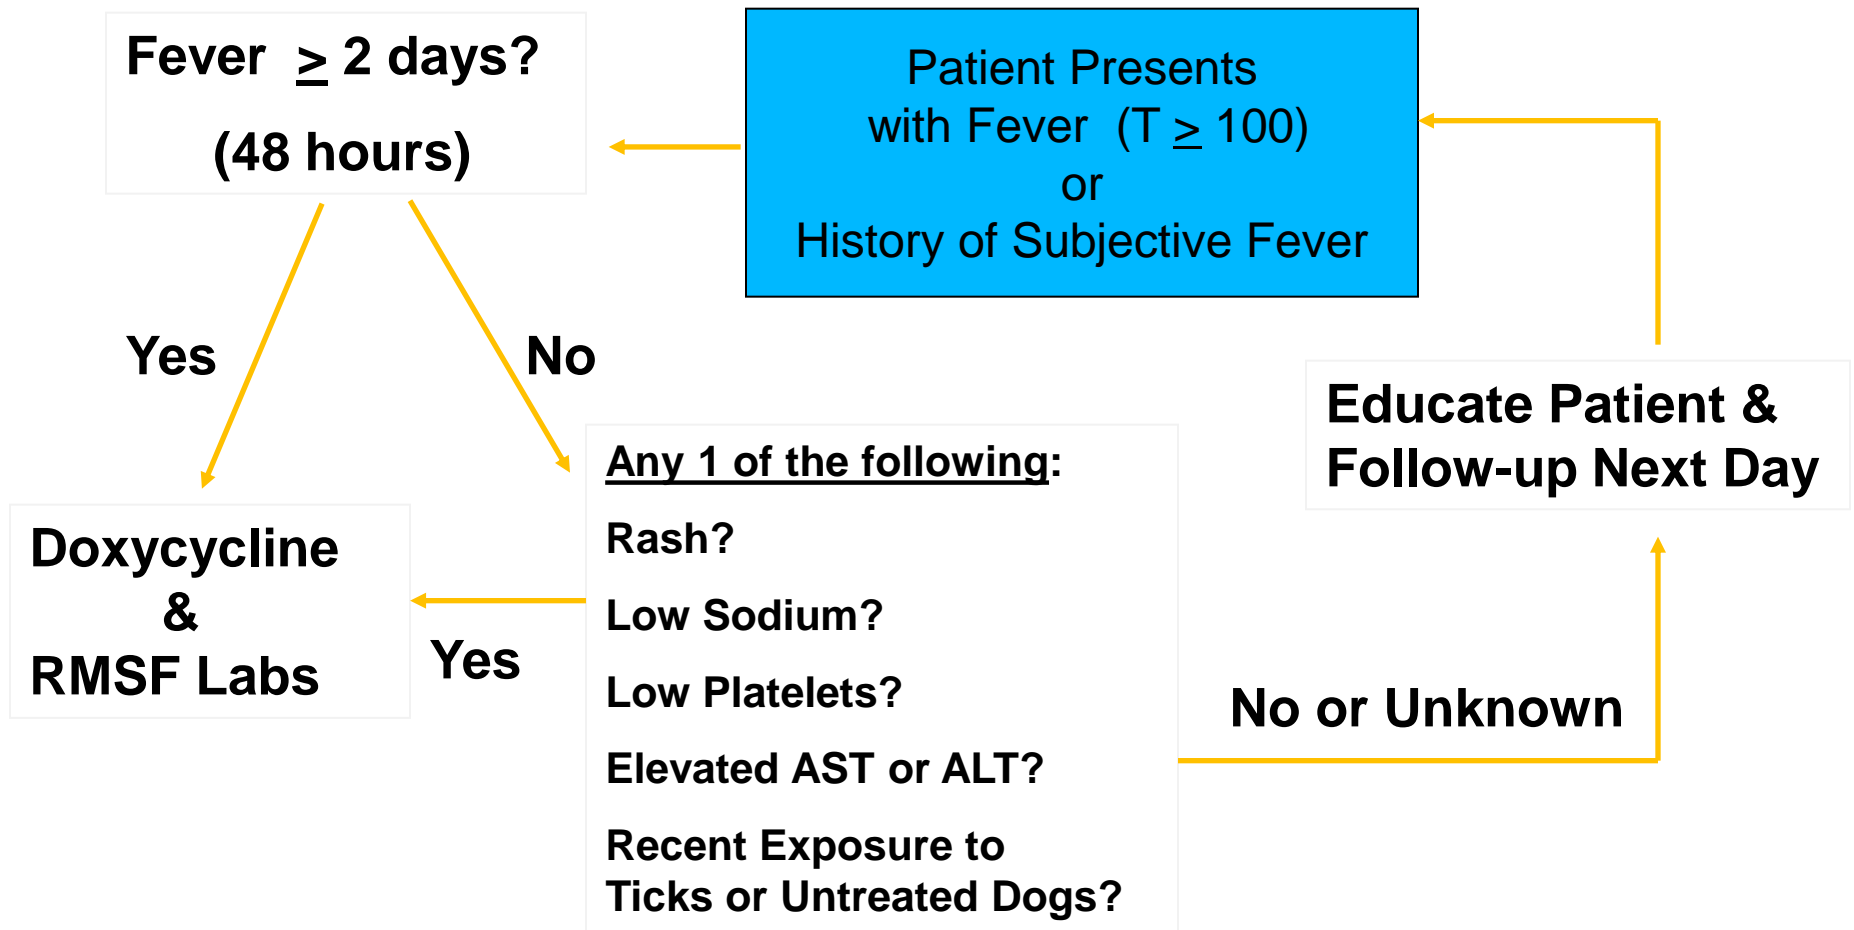 Patient Presents
with Fever (T ≥ 100)
or
History of Subjective Fever
Fever ≥ 2 days?
(48 hours)
Yes
No
Any 1 of the following:
Rash?
Low Sodium?
Low Platelets?
Elevated AST or ALT?
Recent Exposure to
Ticks or Untreated Dogs?
Yes
Doxycycline
&
RMSF Labs
No or Unknown
Educate Patient &
Follow-up Next Day